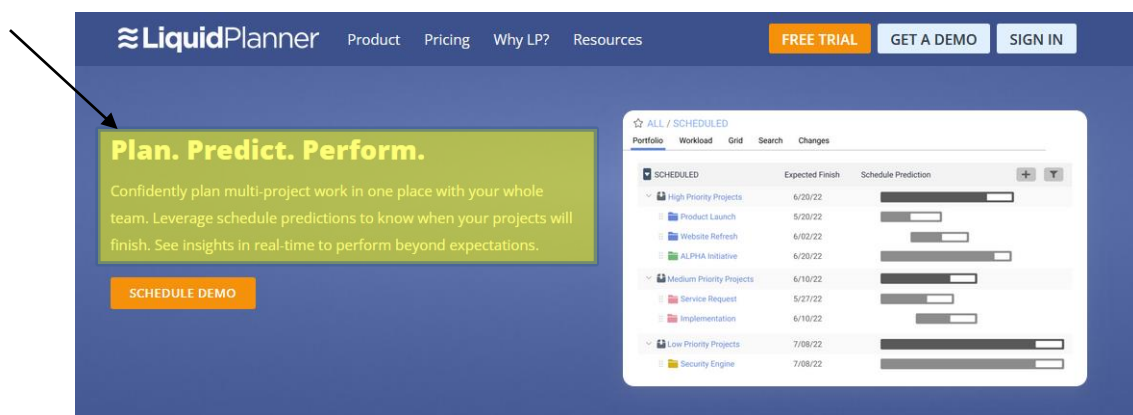 LiquidPlanner Product Pricing Why LP? Resources FREE TRIAL GET A DEMO SIGN IN
Plan. Predict. Perform.
Confidently plan multi-project work in one place with your whole
team. Leverage schedule predictions to know when your projects will
finish. See insights in real-time to perform beyond expectations.
SCHEDULE DEMO
ALL / SCHEDULED
Portfolio Workload Grid Search Changes
SCHEDULED Expected Finish Schedule Prediction
High Priority Projects 6/20/22
Product Launch 5/20/22
Website Refresh 6/02/22
ALPHA Initiative 6/20/22
Medium Priority Projects 6/10/22
Service Request 5/27/22
Implementation 6/10/22
Low Priority Projects 7/08/22
Security Engine 7/08/22